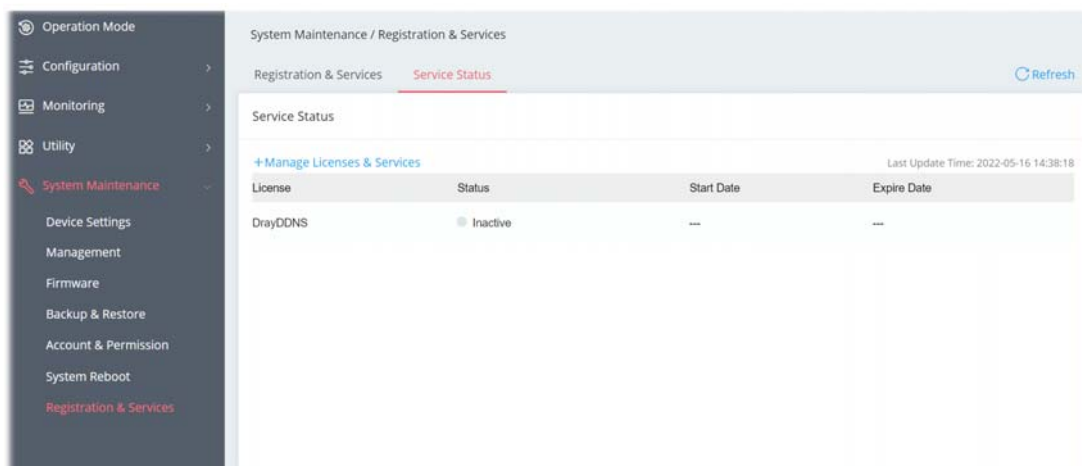 Operation Mode
Configuration
Monitoring
Utility
System Maintenance
Device Settings
Management
Firmware
Backup & Restore
Account & Permission
System Reboot
Registration & Services
System Maintenance / Registration & Services
Registration & Services Service Status Refresh
Service Status
+Manage Licenses & Services Last Update Time: 2022-05-16 14:38:18
License Status Start Date Expire Date
DrayDDNS Inactive --- ---